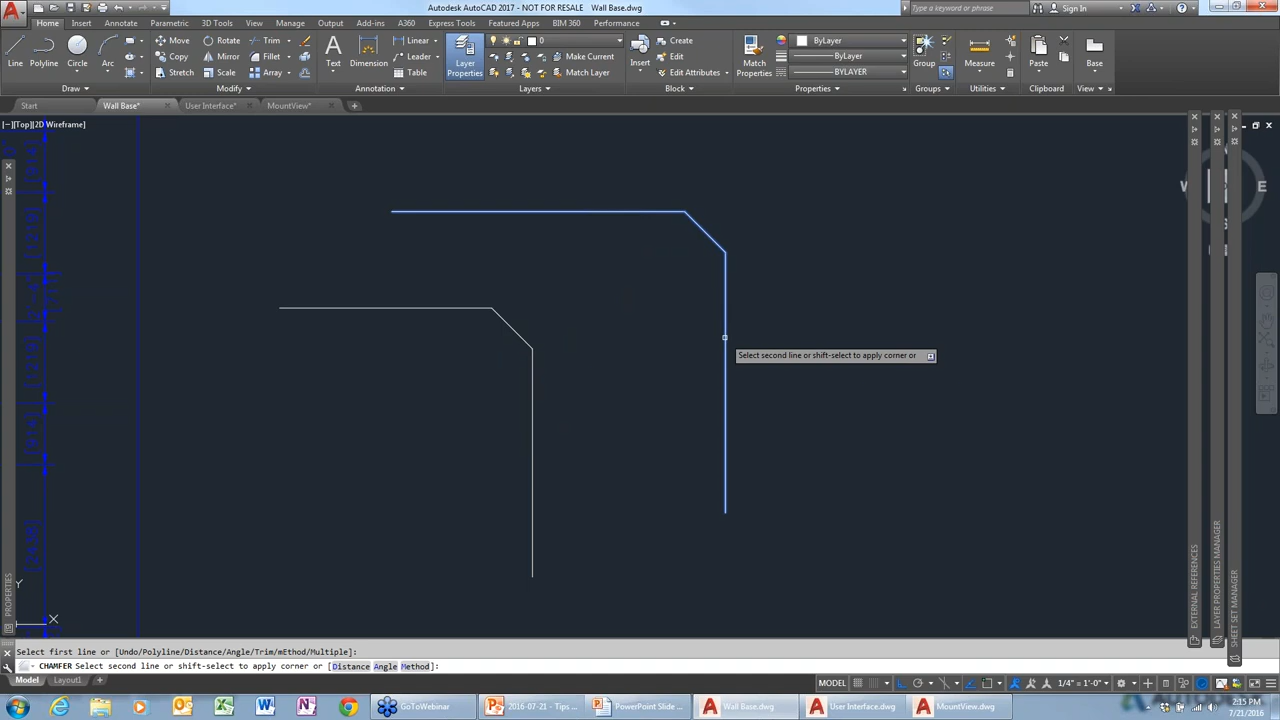 Autodesk AutoCAD 2017 - NOT FOR RESALE Wall Base.dwg
Type a keyword or phrase
Sign In
Home Insert Annotate Parametric 3D Tools View Manage Output Add-ins A360 Express Tools Featured Apps BIM 360 Performance
Line Polyline Circle Arc
Move Rotate Trim
Copy Mirror Fillet
Stretch Scale Array
Text Dimension
Linear
Leader
Table
Layer Properties
0
Make Current
Match Layer
Insert
Create
Edit
Edit Attributes
Match Properties
ByLayer
ByLayer
BYLAYER
Group Measure Paste Base
Draw Modify Annotation Layers Block Properties Groups Utilities Clipboard View
Start Wall Base* User Interface* MountView*
[−][Top][2D Wireframe]
W E
Select second line or shift-select to apply corner or
PROPERTIES
EXTERNAL REFERENCES
LAYER PROPERTIES MANAGER
SHEET SET MANAGER
Y
X
Select first line or [Undo/Polyline/Distance/Angle/Trim/mEthod/Multiple]:
CHAMFER Select second line or shift-select to apply corner or [Distance Angle Method]:
Model Layout1
MODEL 1/4" = 1'-0"
GoToWebinar 2016-07-21 - Tips ... PowerPoint Slide ... Wall Base.dwg User Interface.dwg MountView.dwg
2:15 PM
7/21/2016